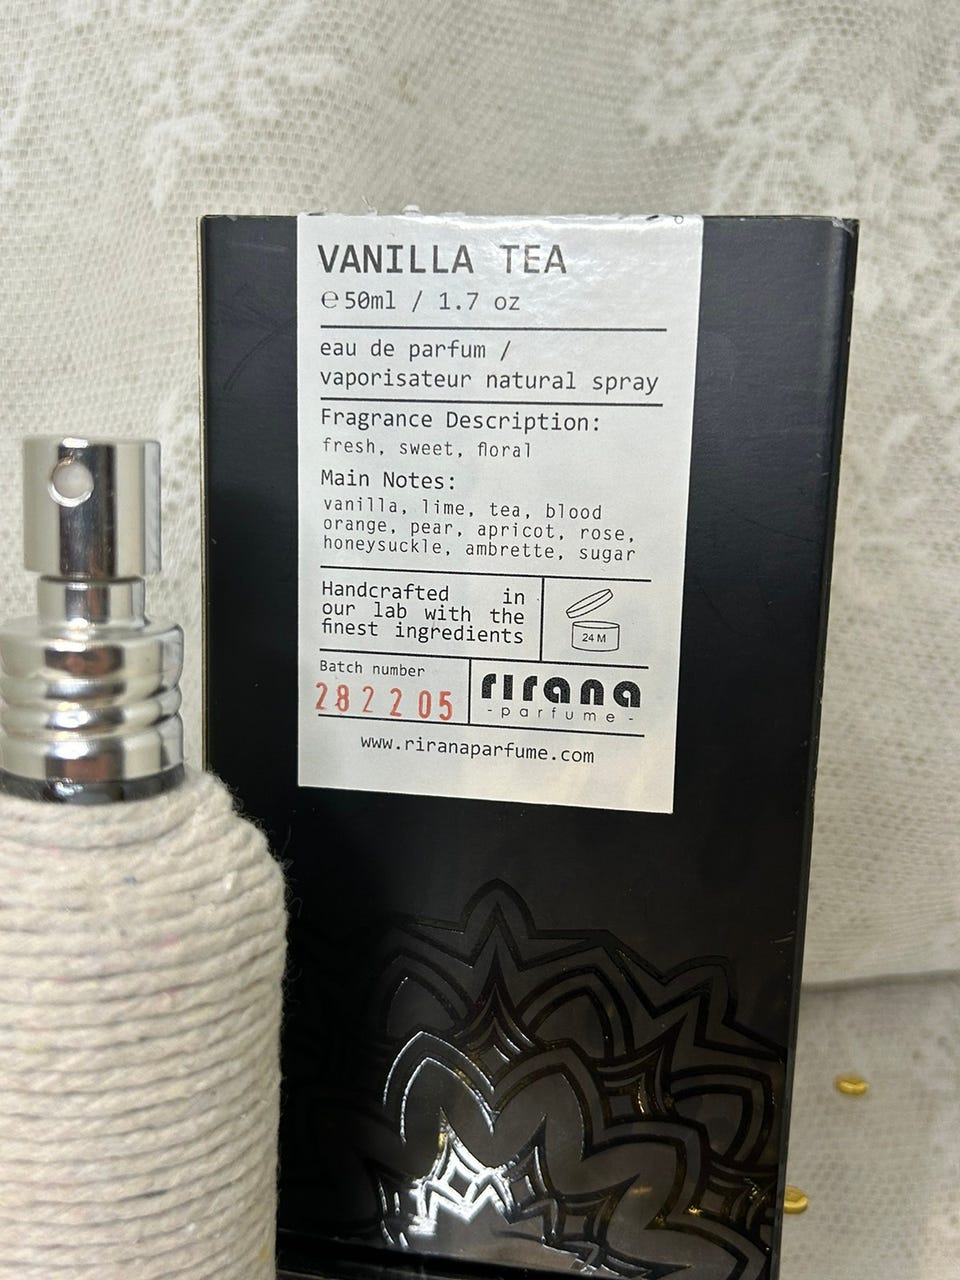 VANILLA TEA
℮50ml / 1.7 oz
eau de parfum /
vaporisateur natural spray
Fragrance Description:
fresh, sweet, floral
Main Notes:
vanilla, lime, tea, blood
orange, pear, apricot, rose,
honeysuckle, ambrette, sugar
Handcrafted in
our lab with the
finest ingredients
24 M
Batch number
282205
rirana
-parfume-
www.riranaparfume.com